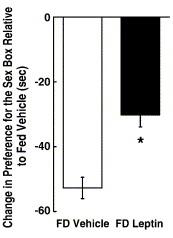 Change in Preference for the Sex Box Relative
to Fed Vehicle (sec)
0
-20
-40
-60
*
FD Vehicle FD Leptin